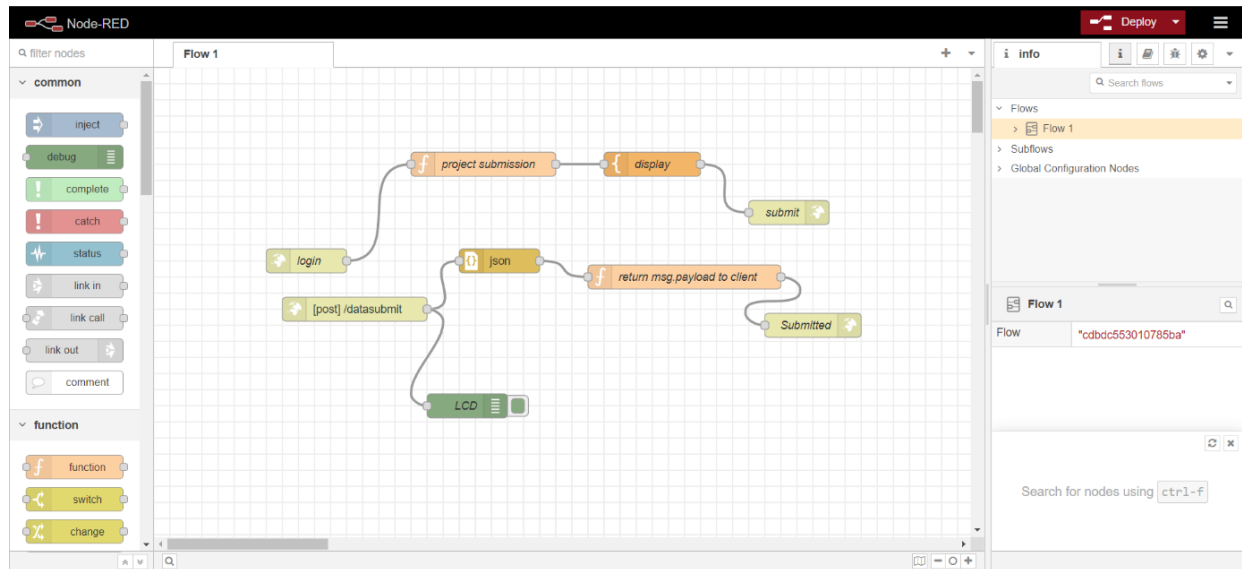 Node-RED
Deploy
filter nodes
Flow 1
i info
i
Search flows
common
inject
debug
complete
catch
status
link in
link call
link out
comment
function
function
switch
change
project submission
display
submit
login
json
return msg.payload to client
[post] /datasubmit
Submitted
LCD
Flows
Flow 1
Subflows
Global Configuration Nodes
Flow 1
Flow "cdbdc553010785ba"
Search for nodes using ctrl-f